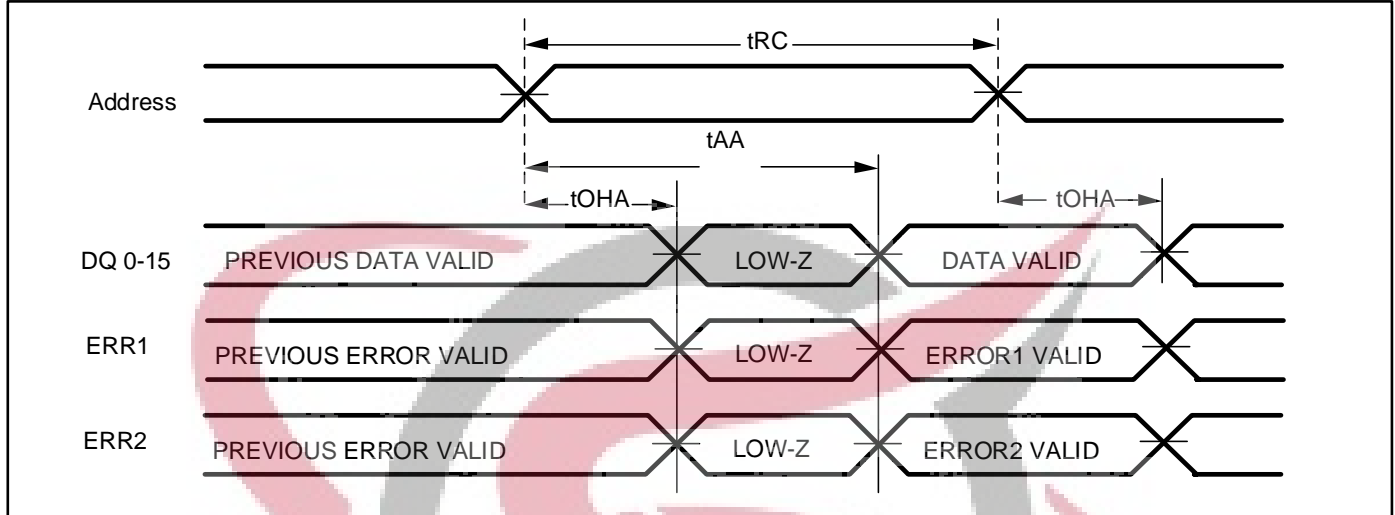 tRC
Address
tAA
tOHA
tOHA
DQ 0-15
PREVIOUS DATA VALID
LOW-Z
DATA VALID
ERR1
PREVIOUS ERROR VALID
LOW-Z
ERROR1 VALID
ERR2
PREVIOUS ERROR VALID
LOW-Z
ERROR2 VALID